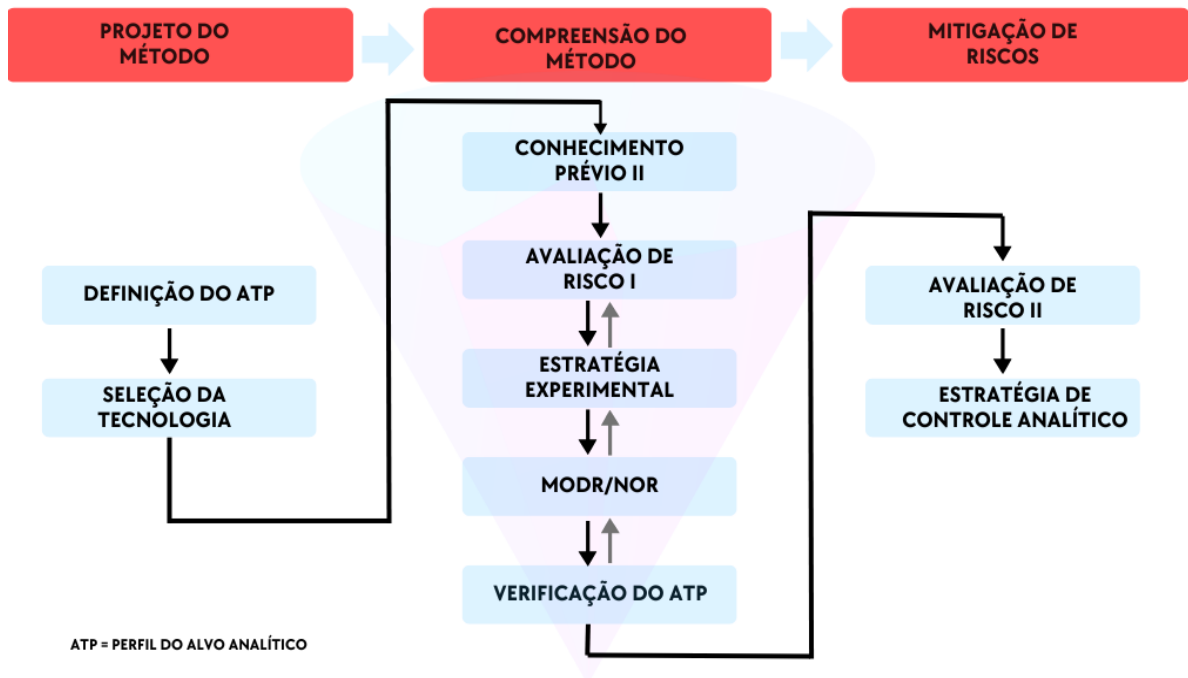 PROJETO DO
MÉTODO
COMPREENSÃO DO
MÉTODO
MITIGAÇÃO DE
RISCOS
DEFINIÇÃO DO ATP
SELEÇÃO DA
TECNOLOGIA
CONHECIMENTO
PRÉVIO II
AVALIAÇÃO DE
RISCO I
ESTRATÉGIA
EXPERIMENTAL
MODR/NOR
VERIFICAÇÃO DO ATP
AVALIAÇÃO DE
RISCO II
ESTRATÉGIA DE
CONTROLE ANALÍTICO
ATP = PERFIL DO ALVO ANALÍTICO